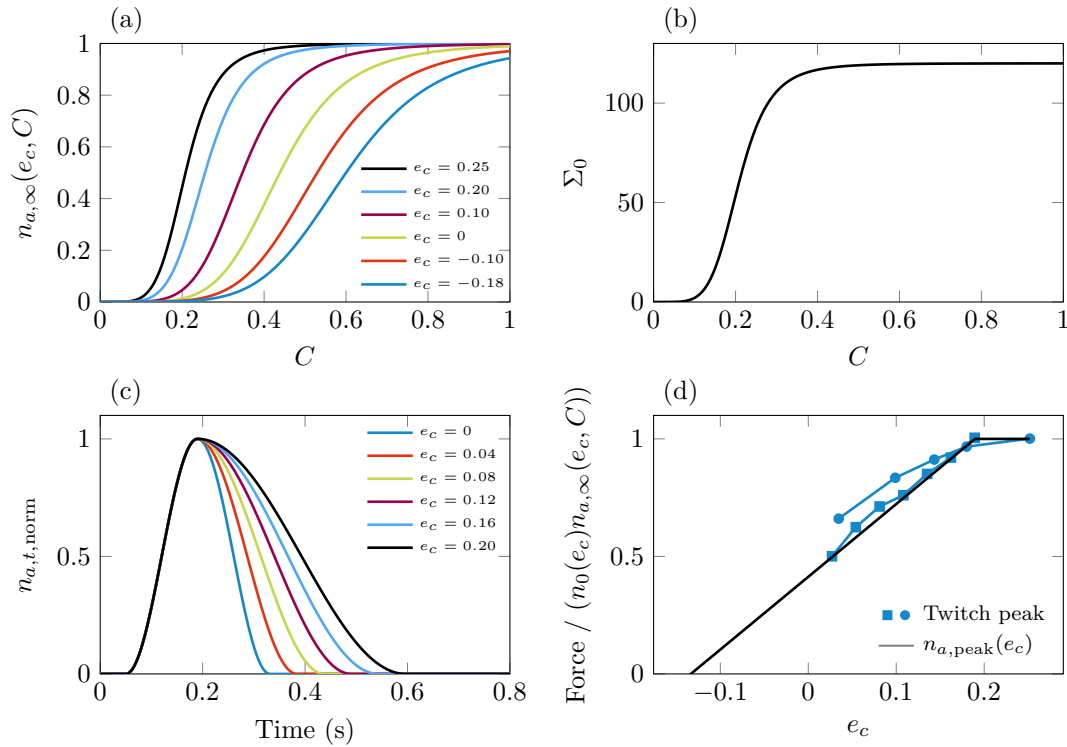 (a)
n_{a,∞}(e_c, C)
1
0.8
0.6
0.4
0.2
0
0 0.2 0.4 0.6 0.8 1
C
e_c = 0.25
e_c = 0.20
e_c = 0.10
e_c = 0
e_c = −0.10
e_c = −0.18
(b)
Σ_0
100
50
0
0 0.2 0.4 0.6 0.8 1
C
(c)
n_{a,t,norm}
1
0.5
0
0 0.2 0.4 0.6 0.8
Time (s)
e_c = 0
e_c = 0.04
e_c = 0.08
e_c = 0.12
e_c = 0.16
e_c = 0.20
(d)
Force / (n_0(e_c)n_{a,∞}(e_c, C))
1
0.5
0
−0.1 0 0.1 0.2
e_c
Twitch peak
n_{a,peak}(e_c)